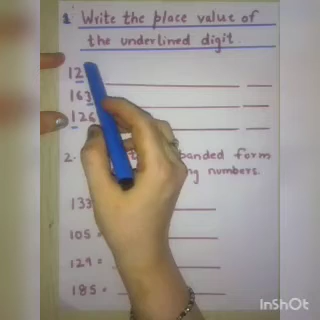 1. Write the place value of
the underlined digit.
12
163
126
2. panded form
ng numbers.
133
105 =
129 =
185 =
InShOt